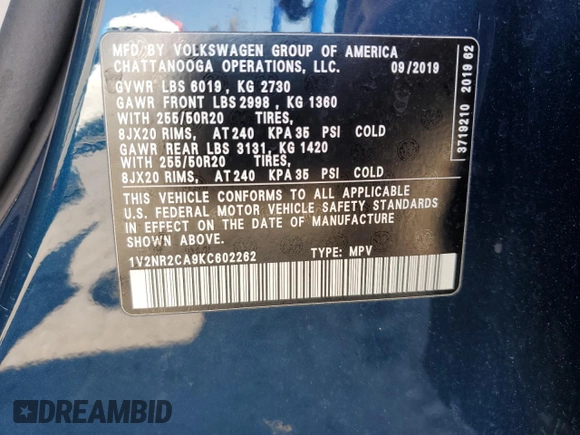 MFD BY VOLKSWAGEN GROUP OF AMERICA
CHATTANOOGA OPERATIONS, LLC. 09/2019
GVWR LBS 6019 , KG 2730
GAWR FRONT LBS 2998 , KG 1360
WITH 255/50R20 TIRES,
8JX20 RIMS, AT 240 KPA 35 PSI COLD
GAWR REAR LBS 3131 , KG 1420
WITH 255/50R20 TIRES,
8JX20 RIMS, AT 240 KPA 35 PSI COLD
THIS VEHICLE CONFORMS TO ALL APPLICABLE
U.S. FEDERAL MOTOR VEHICLE SAFETY STANDARDS
IN EFFECT ON THE DATE OF MANUFACTURE
SHOWN ABOVE.
1V2NR2CA9KC602262 TYPE: MPV
3719210 2019 62
DREAMBID